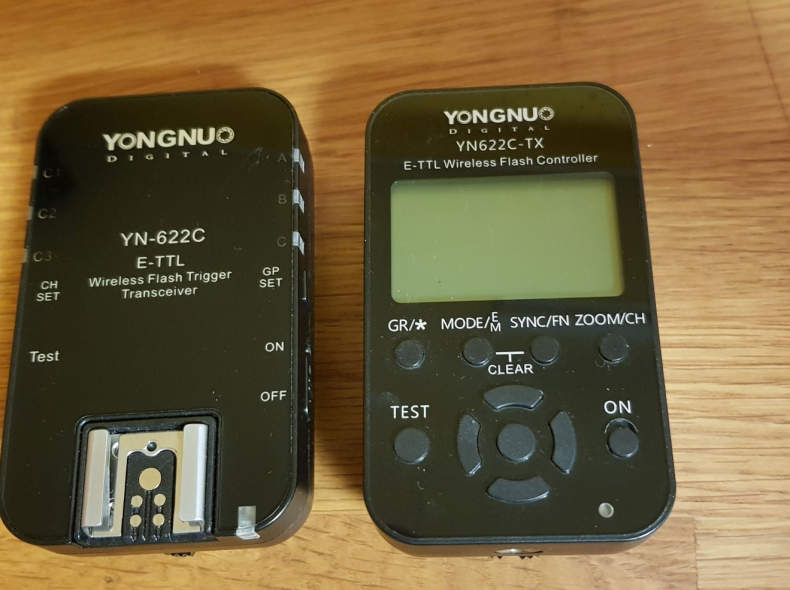 YONGNUO
DIGITAL
A
C1
B
C2
YN-622C
C
E-TTL
C3
Wireless Flash Trigger
Transceiver
GP
SET
CH
SET
ON
Test
OFF
YONGNUO
DIGITAL
YN622C-TX
E-TTL Wireless Flash Controller
GR/* MODE/EM SYNC/FN ZOOM/CH
CLEAR
TEST ON